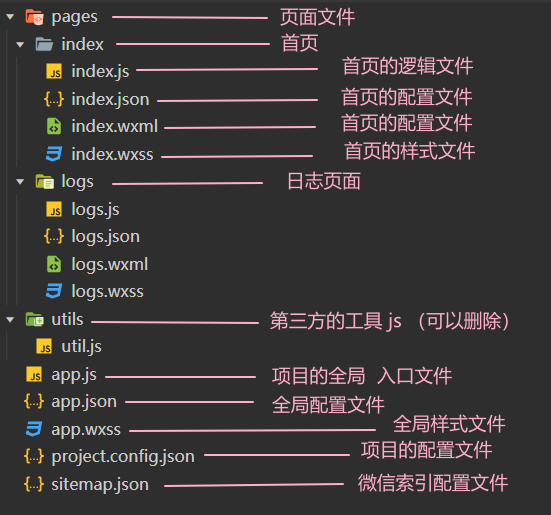 pages 页面文件
index 首页
JS index.js 首页的逻辑文件
{..} index.json 首页的配置文件
index.wxml 首页的配置文件
index.wxss 首页的样式文件
logs 日志页面
JS logs.js
{..} logs.json
logs.wxml
logs.wxss
utils 第三方的工具 js （可以删除）
JS util.js
JS app.js 项目的全局 入口文件
{..} app.json 全局配置文件
app.wxss 全局样式文件
{..} project.config.json 项目的配置文件
{..} sitemap.json 微信索引配置文件